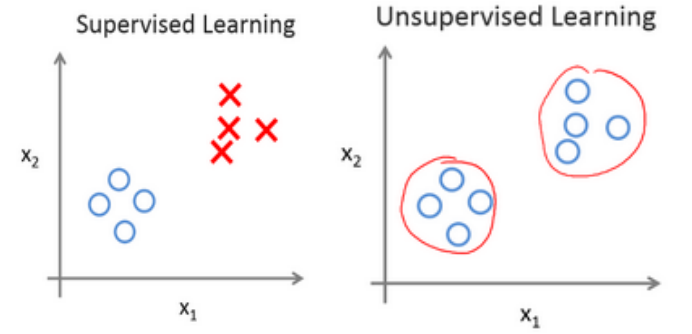 Supervised Learning
x₂
x₁
Unsupervised Learning
x₂
x₁